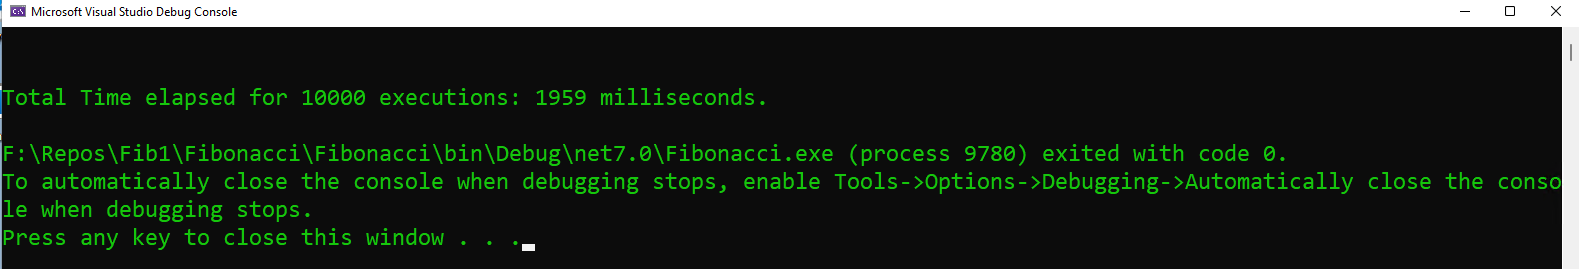 Microsoft Visual Studio Debug Console
Total Time elapsed for 10000 executions: 1959 milliseconds.
F:\Repos\Fib1\Fibonacci\Fibonacci\bin\Debug\net7.0\Fibonacci.exe (process 9780) exited with code 0.
To automatically close the console when debugging stops, enable Tools->Options->Debugging->Automatically close the conso
le when debugging stops.
Press any key to close this window . . .